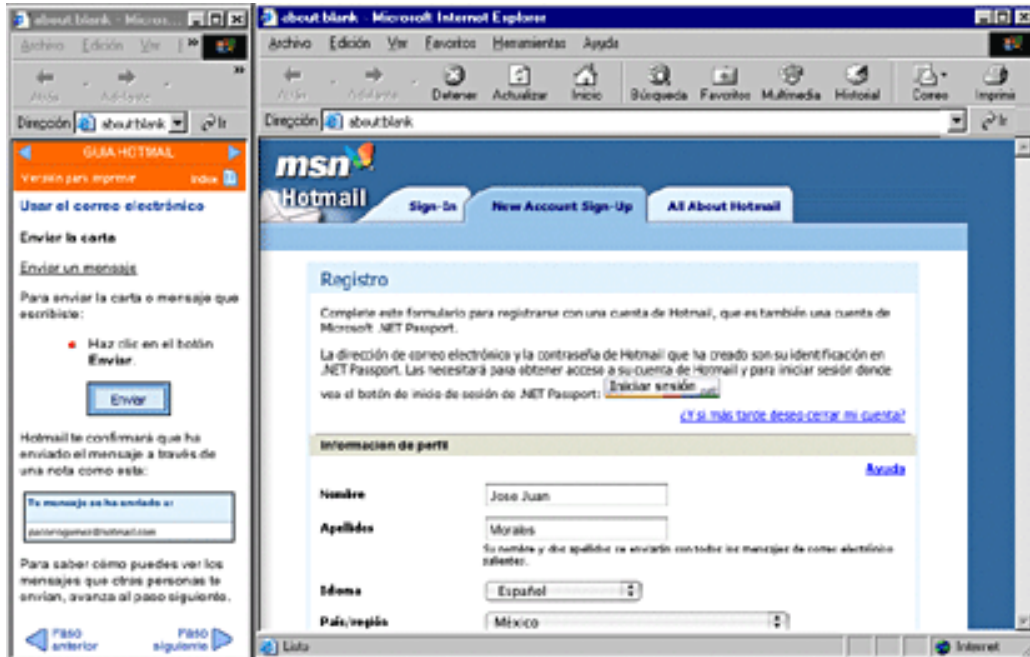 about:blank - Micros...
Archivo Edición Ver
Atrás Adelante
Dirección about:blank Ir
GUIA HOTMAIL
Versión para imprimir Index
Usar el correo electrónico
Enviar la carta
Enviar un mensaje
Para enviar la carta o mensaje que
escribiste:
Haz clic en el botón
Enviar.
Enviar
Hotmail te confirmará que ha
enviado el mensaje a través de
una nota como esta:
Tu mensaje se ha enviado a:
Para saber cómo puedes ver los
mensajes que otras personas te
envían, avanza al paso siguiente.
Paso
anterior
Paso
siguiente
about:blank - Microsoft Internet Explorer
Archivo Edición Ver Favoritos Herramientas Ayuda
Atrás Adelante Detener Actualizar Inicio Búsqueda Favoritos Multimedia Historial Correo Imprimir
Dirección about:blank Ir
msn
Hotmail
Sign-In New Account Sign-Up All About Hotmail
Registro
Complete este formulario para registrarse con una cuenta de Hotmail, que es también una cuenta de
Microsoft .NET Passport.
La dirección de correo electrónico y la contraseña de Hotmail que ha creado son su identificación en
.NET Passport. Las necesitará para obtener acceso a su cuenta de Hotmail y para iniciar sesión donde
vea el botón de inicio de sesión de .NET Passport: Iniciar sesión .net
¿Y si más tarde deseo cerrar mi cuenta?
Información de perfil
Ayuda
Nombre Jose Juan
Apellidos Morales
Su nombre y dos apellidos se enviarán con todos los mensajes de correo electrónico
salientes.
Idioma Español
País/región México
Listo Internet